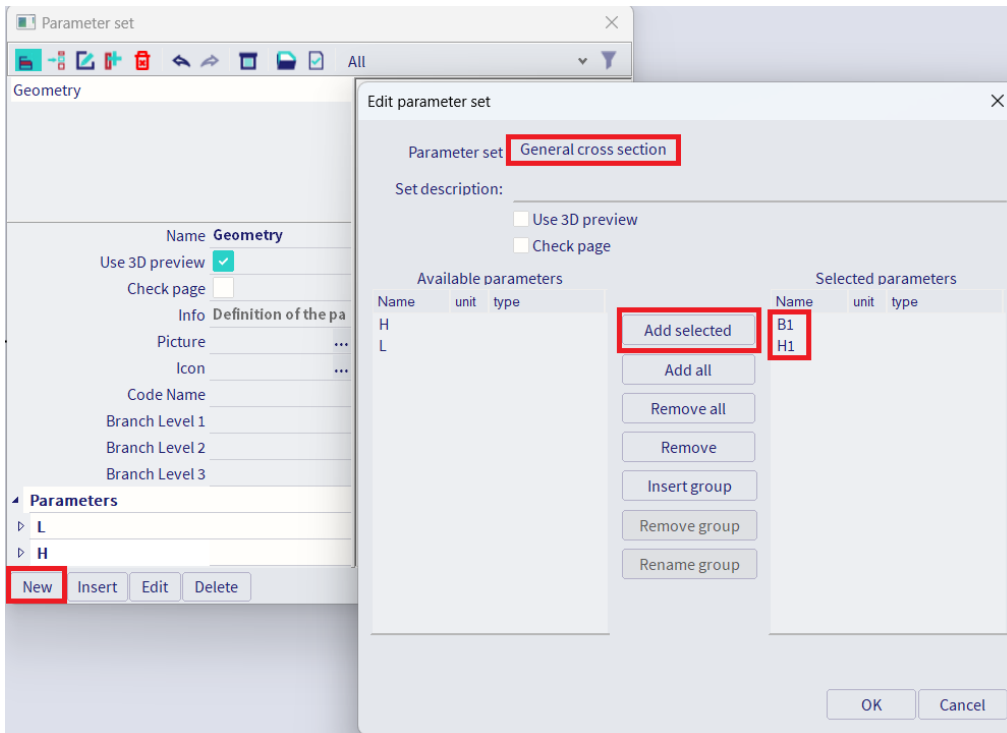 Parameter set
All
Geometry
Name Geometry
Use 3D preview
Check page
Info Definition of the pa
Picture ...
Icon ...
Code Name
Branch Level 1
Branch Level 2
Branch Level 3
Parameters
L
H
New Insert Edit Delete
Edit parameter set
Parameter set General cross section
Set description:
Use 3D preview
Check page
Available parameters
Name unit type
H
L
Add selected
Add all
Remove all
Remove
Insert group
Remove group
Rename group
Selected parameters
Name unit type
B1
H1
OK Cancel